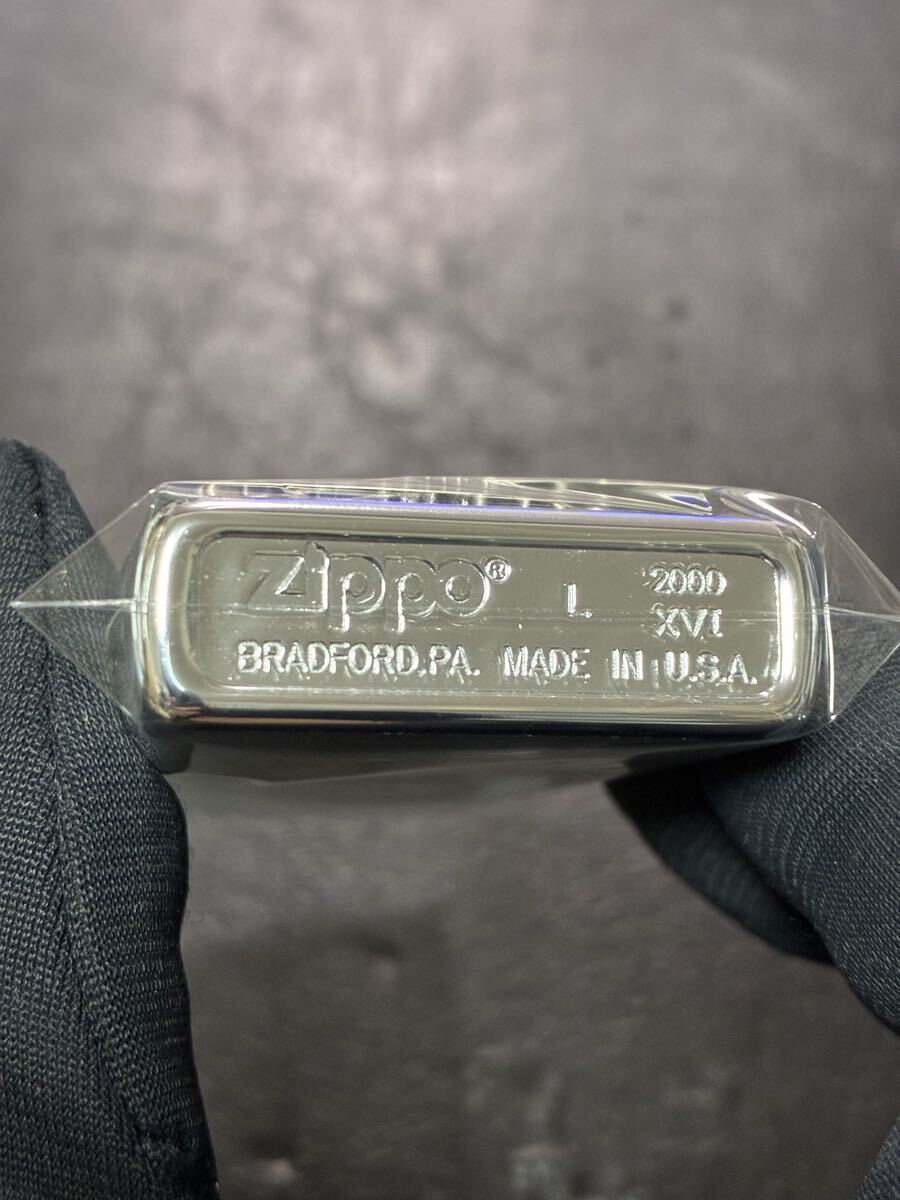 Zippo® L 2000
XVI
BRADFORD,PA. MADE IN U.S.A.